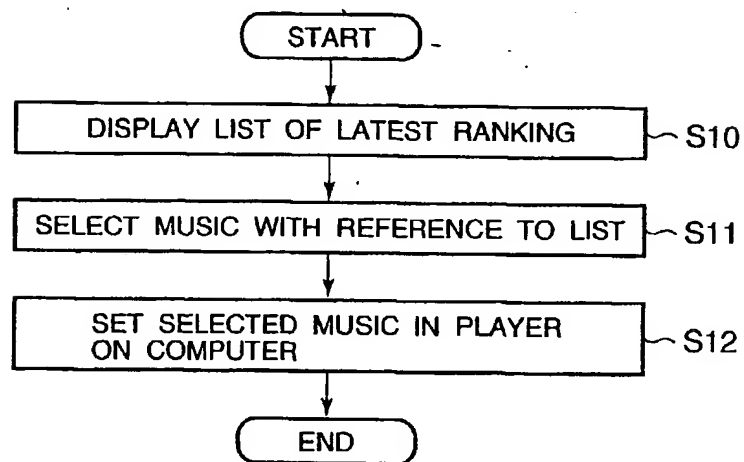 START
DISPLAY LIST OF LATEST RANKING
S10
SELECT MUSIC WITH REFERENCE TO LIST
S11
SET SELECTED MUSIC IN PLAYER
ON COMPUTER
S12
END